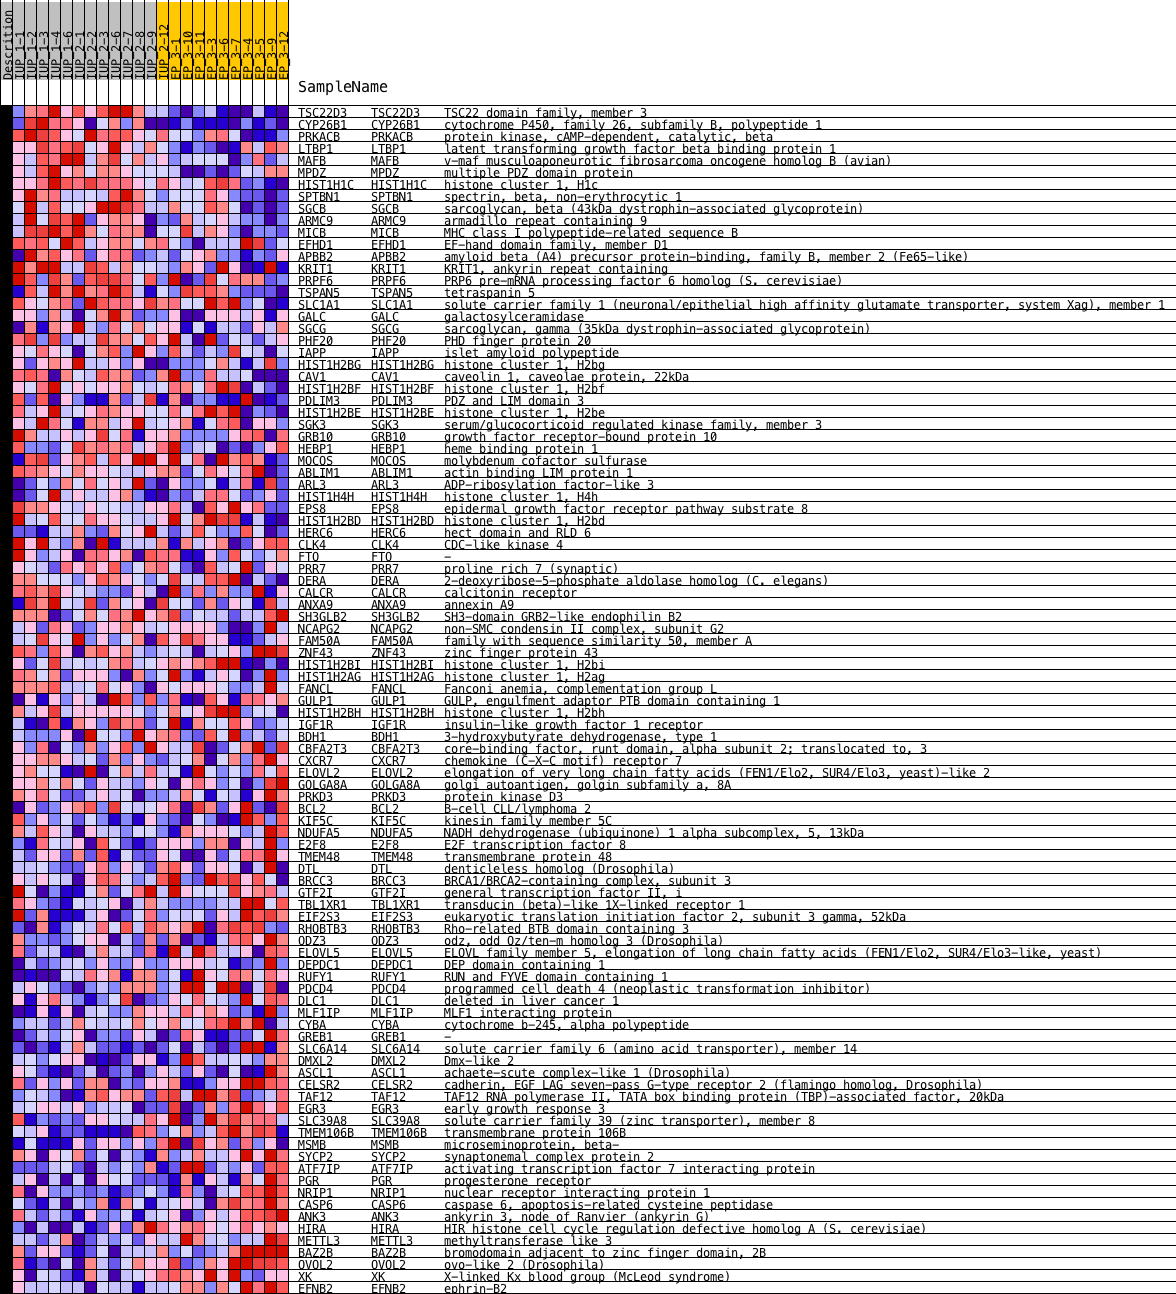 Descrition
IUP_1-1
IUP_1-2
IUP_1-3
IUP_1-4
IUP_1-6
IUP_2-1
IUP_2-2
IUP_2-3
IUP_2-6
IUP_2-7
IUP_2-8
IUP_2-9
IUP_2-12
EP_3-1
EP_3-10
EP_3-11
EP_3-3
EP_3-6
EP_3-7
EP_3-4
EP_3-5
EP_3-9
EP_3-12
SampleName
TSC22D3 TSC22D3 TSC22 domain family, member 3
CYP26B1 CYP26B1 cytochrome P450, family 26, subfamily B, polypeptide 1
PRKACB PRKACB protein kinase, cAMP-dependent, catalytic, beta
LTBP1 LTBP1 latent transforming growth factor beta binding protein 1
MAFB MAFB v-maf musculoaponeurotic fibrosarcoma oncogene homolog B (avian)
MPDZ MPDZ multiple PDZ domain protein
HIST1H1C HIST1H1C histone cluster 1, H1c
SPTBN1 SPTBN1 spectrin, beta, non-erythrocytic 1
SGCB SGCB sarcoglycan, beta (43kDa dystrophin-associated glycoprotein)
ARMC9 ARMC9 armadillo repeat containing 9
MICB MICB MHC class I polypeptide-related sequence B
EFHD1 EFHD1 EF-hand domain family, member D1
APBB2 APBB2 amyloid beta (A4) precursor protein-binding, family B, member 2 (Fe65-like)
KRIT1 KRIT1 KRIT1, ankyrin repeat containing
PRPF6 PRPF6 PRP6 pre-mRNA processing factor 6 homolog (S. cerevisiae)
TSPAN5 TSPAN5 tetraspanin 5
SLC1A1 SLC1A1 solute carrier family 1 (neuronal/epithelial high affinity glutamate transporter, system Xag), member 1
GALC GALC galactosylceramidase
SGCG SGCG sarcoglycan, gamma (35kDa dystrophin-associated glycoprotein)
PHF20 PHF20 PHD finger protein 20
IAPP IAPP islet amyloid polypeptide
HIST1H2BG HIST1H2BG histone cluster 1, H2bg
CAV1 CAV1 caveolin 1, caveolae protein, 22kDa
HIST1H2BF HIST1H2BF histone cluster 1, H2bf
PDLIM3 PDLIM3 PDZ and LIM domain 3
HIST1H2BE HIST1H2BE histone cluster 1, H2be
SGK3 SGK3 serum/glucocorticoid regulated kinase family, member 3
GRB10 GRB10 growth factor receptor-bound protein 10
HEBP1 HEBP1 heme binding protein 1
MOCOS MOCOS molybdenum cofactor sulfurase
ABLIM1 ABLIM1 actin binding LIM protein 1
ARL3 ARL3 ADP-ribosylation factor-like 3
HIST1H4H HIST1H4H histone cluster 1, H4h
EPS8 EPS8 epidermal growth factor receptor pathway substrate 8
HIST1H2BD HIST1H2BD histone cluster 1, H2bd
HERC6 HERC6 hect domain and RLD 6
CLK4 CLK4 CDC-like kinase 4
FTO FTO -
PRR7 PRR7 proline rich 7 (synaptic)
DERA DERA 2-deoxyribose-5-phosphate aldolase homolog (C. elegans)
CALCR CALCR calcitonin receptor
ANXA9 ANXA9 annexin A9
SH3GLB2 SH3GLB2 SH3-domain GRB2-like endophilin B2
NCAPG2 NCAPG2 non-SMC condensin II complex, subunit G2
FAM50A FAM50A family with sequence similarity 50, member A
ZNF43 ZNF43 zinc finger protein 43
HIST1H2BI HIST1H2BI histone cluster 1, H2bi
HIST1H2AG HIST1H2AG histone cluster 1, H2ag
FANCL FANCL Fanconi anemia, complementation group L
GULP1 GULP1 GULP, engulfment adaptor PTB domain containing 1
HIST1H2BH HIST1H2BH histone cluster 1, H2bh
IGF1R IGF1R insulin-like growth factor 1 receptor
BDH1 BDH1 3-hydroxybutyrate dehydrogenase, type 1
CBFA2T3 CBFA2T3 core-binding factor, runt domain, alpha subunit 2; translocated to, 3
CXCR7 CXCR7 chemokine (C-X-C motif) receptor 7
ELOVL2 ELOVL2 elongation of very long chain fatty acids (FEN1/Elo2, SUR4/Elo3, yeast)-like 2
GOLGA8A GOLGA8A golgi autoantigen, golgin subfamily a, 8A
PRKD3 PRKD3 protein kinase D3
BCL2 BCL2 B-cell CLL/lymphoma 2
KIF5C KIF5C kinesin family member 5C
NDUFA5 NDUFA5 NADH dehydrogenase (ubiquinone) 1 alpha subcomplex, 5, 13kDa
E2F8 E2F8 E2F transcription factor 8
TMEM48 TMEM48 transmembrane protein 48
DTL DTL denticleless homolog (Drosophila)
BRCC3 BRCC3 BRCA1/BRCA2-containing complex, subunit 3
GTF2I GTF2I general transcription factor II, i
TBL1XR1 TBL1XR1 transducin (beta)-like 1X-linked receptor 1
EIF2S3 EIF2S3 eukaryotic translation initiation factor 2, subunit 3 gamma, 52kDa
RHOBTB3 RHOBTB3 Rho-related BTB domain containing 3
ODZ3 ODZ3 odz, odd Oz/ten-m homolog 3 (Drosophila)
ELOVL5 ELOVL5 ELOVL family member 5, elongation of long chain fatty acids (FEN1/Elo2, SUR4/Elo3-like, yeast)
DEPDC1 DEPDC1 DEP domain containing 1
RUFY1 RUFY1 RUN and FYVE domain containing 1
PDCD4 PDCD4 programmed cell death 4 (neoplastic transformation inhibitor)
DLC1 DLC1 deleted in liver cancer 1
MLF1IP MLF1IP MLF1 interacting protein
CYBA CYBA cytochrome b-245, alpha polypeptide
GREB1 GREB1 -
SLC6A14 SLC6A14 solute carrier family 6 (amino acid transporter), member 14
DMXL2 DMXL2 Dmx-like 2
ASCL1 ASCL1 achaete-scute complex-like 1 (Drosophila)
CELSR2 CELSR2 cadherin, EGF LAG seven-pass G-type receptor 2 (flamingo homolog, Drosophila)
TAF12 TAF12 TAF12 RNA polymerase II, TATA box binding protein (TBP)-associated factor, 20kDa
EGR3 EGR3 early growth response 3
SLC39A8 SLC39A8 solute carrier family 39 (zinc transporter), member 8
TMEM106B TMEM106B transmembrane protein 106B
MSMB MSMB microseminoprotein, beta-
SYCP2 SYCP2 synaptonemal complex protein 2
ATF7IP ATF7IP activating transcription factor 7 interacting protein
PGR PGR progesterone receptor
NRIP1 NRIP1 nuclear receptor interacting protein 1
CASP6 CASP6 caspase 6, apoptosis-related cysteine peptidase
ANK3 ANK3 ankyrin 3, node of Ranvier (ankyrin G)
HIRA HIRA HIR histone cell cycle regulation defective homolog A (S. cerevisiae)
METTL3 METTL3 methyltransferase like 3
BAZ2B BAZ2B bromodomain adjacent to zinc finger domain, 2B
OVOL2 OVOL2 ovo-like 2 (Drosophila)
XK XK X-linked Kx blood group (McLeod syndrome)
EFNB2 EFNB2 ephrin-B2